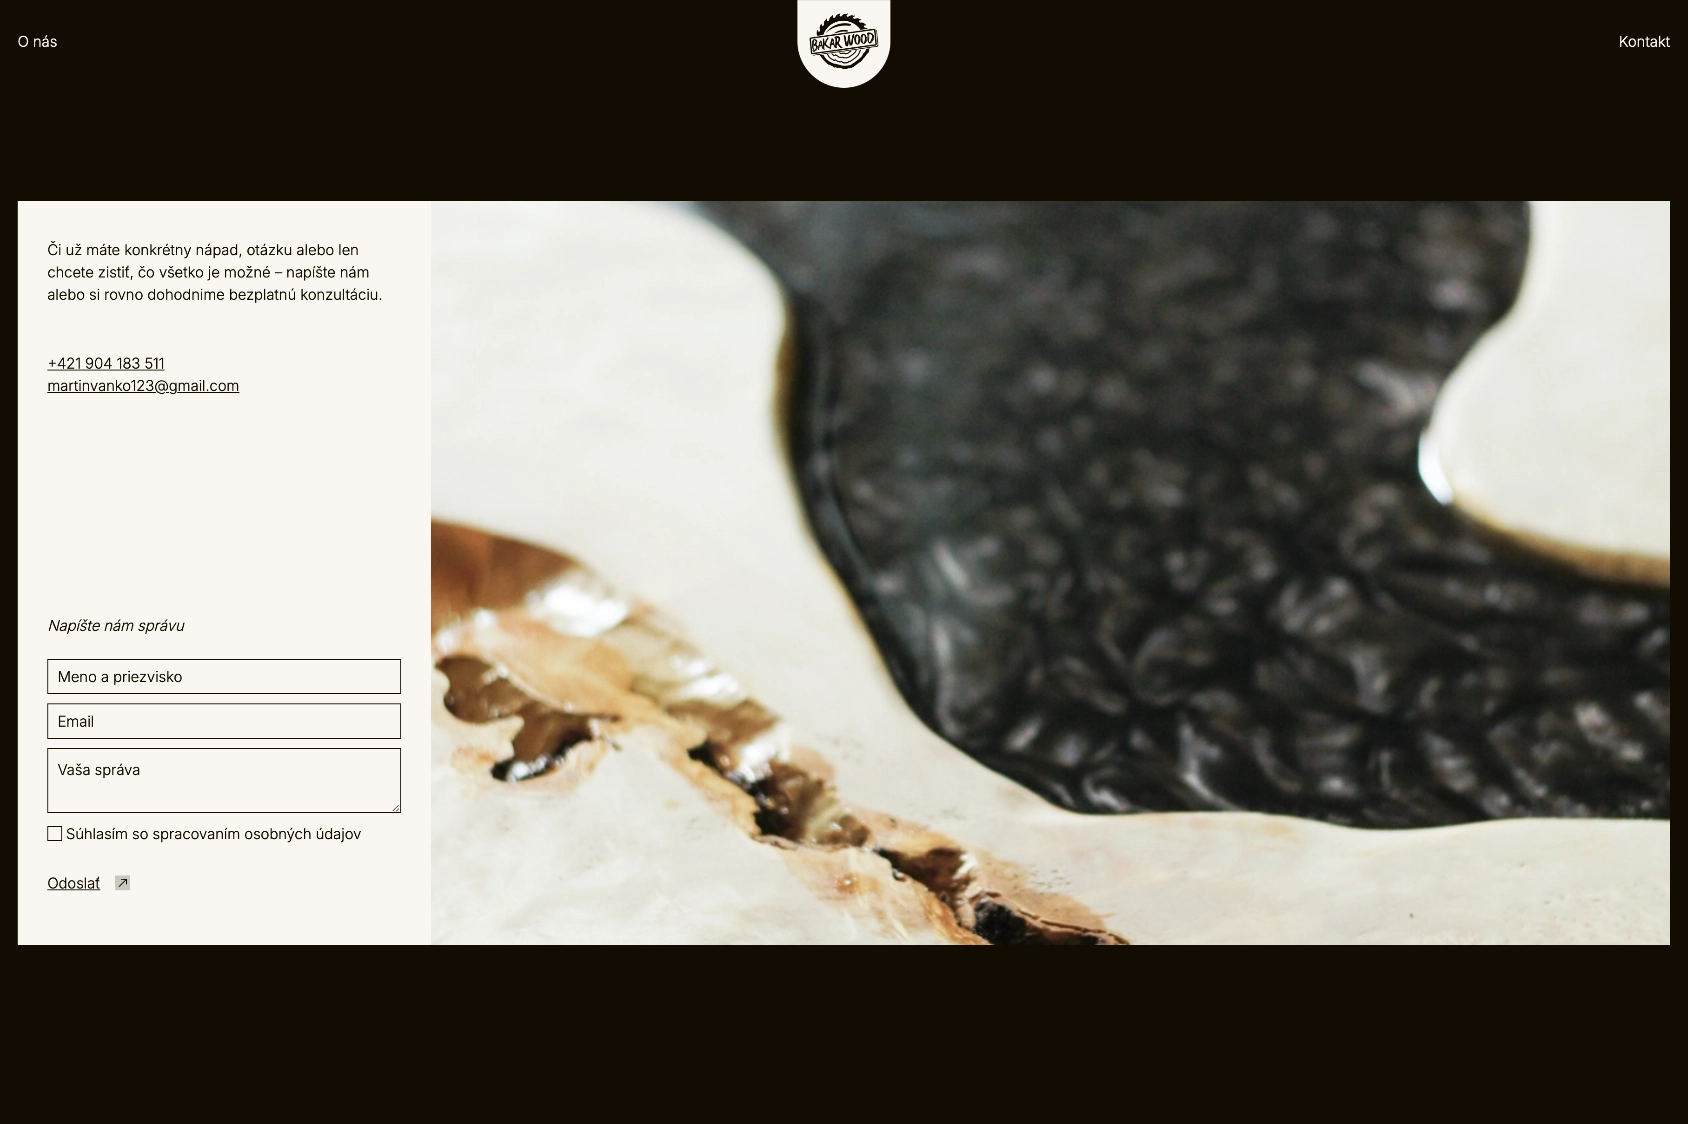 O nás
BAKAR WOOD
Kontakt
Či už máte konkrétny nápad, otázku alebo len
chcete zistiť, čo všetko je možné – napíšte nám
alebo si rovno dohodnime bezplatnú konzultáciu.
+421 904 183 511
martinvanko123@gmail.com
Napíšte nám správu
Meno a priezvisko
Email
Vaša správa
Súhlasím so spracovaním osobných údajov
Odoslať